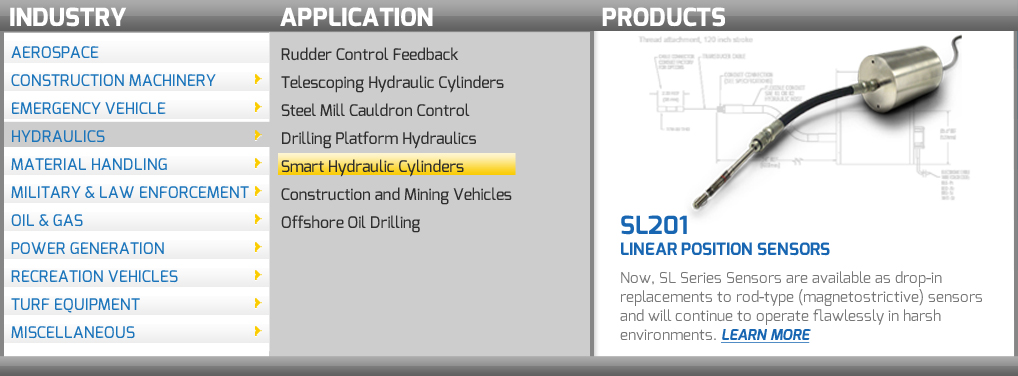 INDUSTRY
AEROSPACE
CONSTRUCTION MACHINERY
EMERGENCY VEHICLE
HYDRAULICS
MATERIAL HANDLING
MILITARY & LAW ENFORCEMENT
OIL & GAS
POWER GENERATION
RECREATION VEHICLES
TURF EQUIPMENT
MISCELLANEOUS
APPLICATION
Rudder Control Feedback
Telescoping Hydraulic Cylinders
Steel Mill Cauldron Control
Drilling Platform Hydraulics
Smart Hydraulic Cylinders
Construction and Mining Vehicles
Offshore Oil Drilling
PRODUCTS
Thread attachment, 120 inch stroke
SL201
LINEAR POSITION SENSORS
Now, SL Series Sensors are available as drop-in
replacements to rod-type (magnetostrictive) sensors
and will continue to operate flawlessly in harsh
environments. LEARN MORE